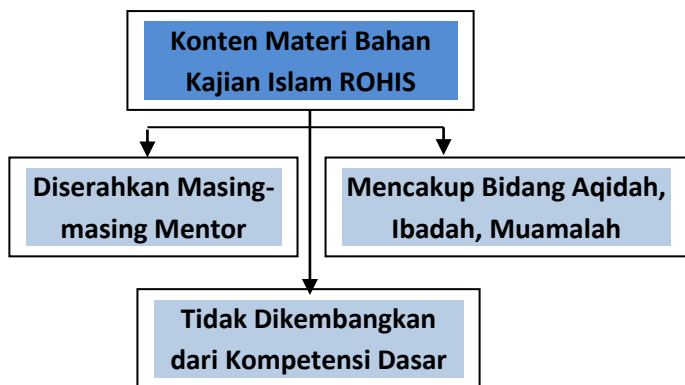 Konten Materi Bahan
Kajian Islam ROHIS
Diserahkan Masing-
masing Mentor
Mencakup Bidang Aqidah,
Ibadah, Muamalah
Tidak Dikembangkan
dari Kompetensi Dasar